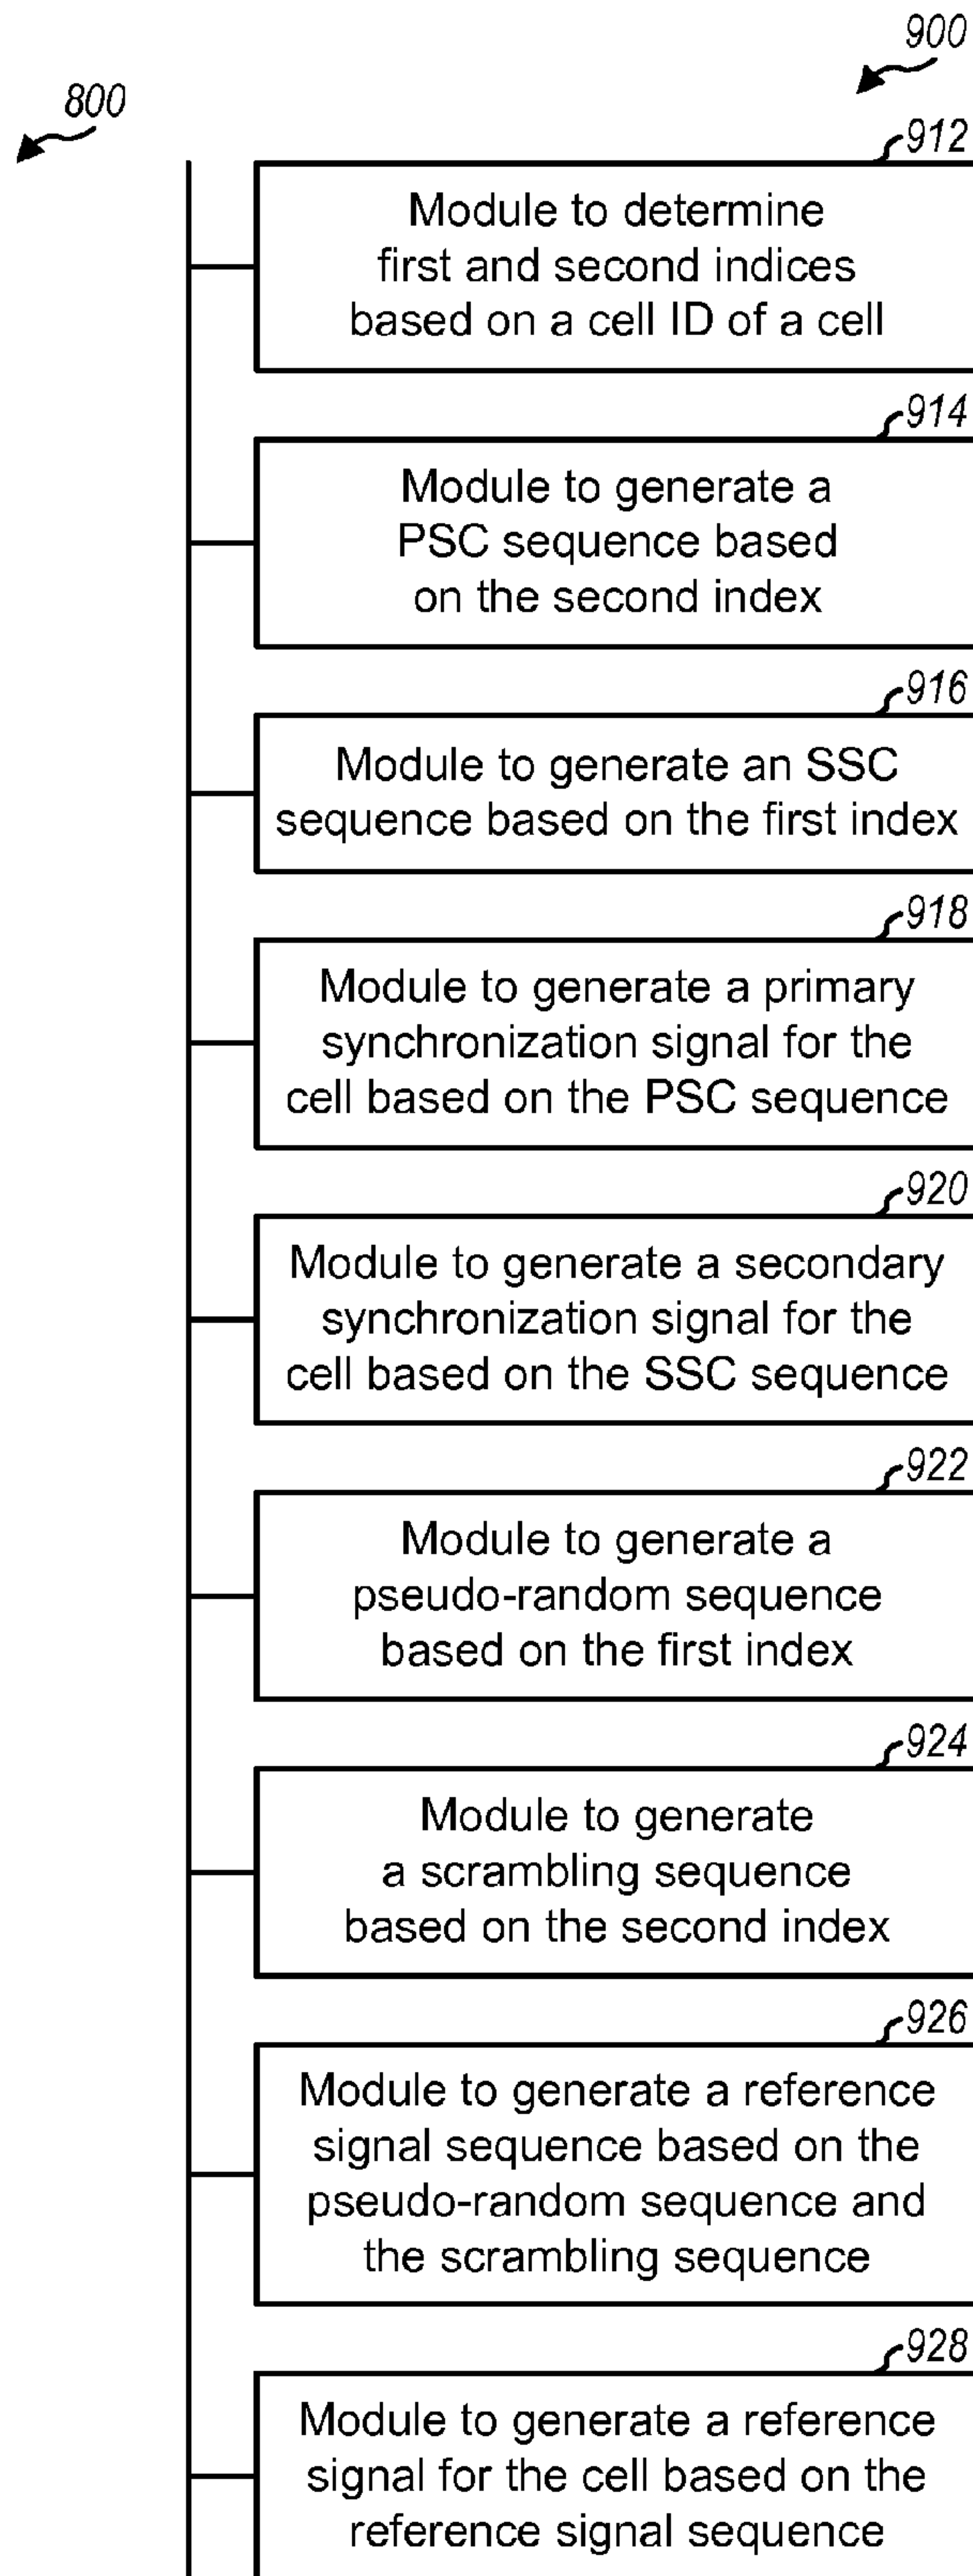 900
800
912
Module to determine
first and second indices
based on a cell ID of a cell
914
Module to generate a
PSC sequence based
on the second index
916
Module to generate an SSC
sequence based on the first index
918
Module to generate a primary
synchronization signal for the
cell based on the PSC sequence
920
Module to generate a secondary
synchronization signal for the
cell based on the SSC sequence
922
Module to generate a
pseudo-random sequence
based on the first index
924
Module to generate
a scrambling sequence
based on the second index
926
Module to generate a reference
signal sequence based on the
pseudo-random sequence and
the scrambling sequence
928
Module to generate a reference
signal for the cell based on the
reference signal sequence